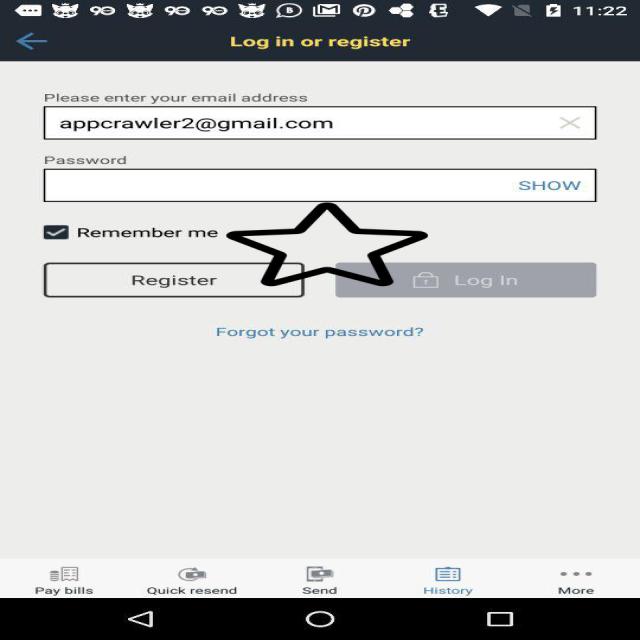 11:22
Log in or register
Please enter your email address
appcrawler2@gmail.com
Password
SHOW
Remember me
Register
Log In
Forgot your password?
Pay bills
Quick resend
Send
History
More